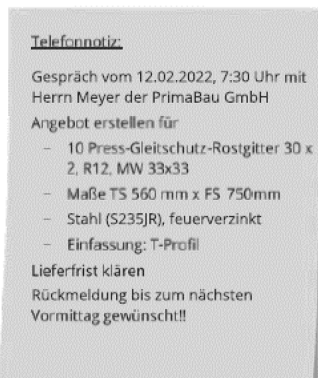 Telefonnotiz:
Gespräch vom 12.02.2022, 7:30 Uhr mit
Herrn Meyer der PrimaBau GmbH
Angebot erstellen für
– 10 Press-Gleitschutz-Rostgitter 30 x
2, R12, MW 33x33
– Maße TS 560 mm x FS 750mm
– Stahl (S235JR), feuerverzinkt
– Einfassung: T-Profil
Lieferfrist klären
Rückmeldung bis zum nächsten
Vormittag gewünscht!!